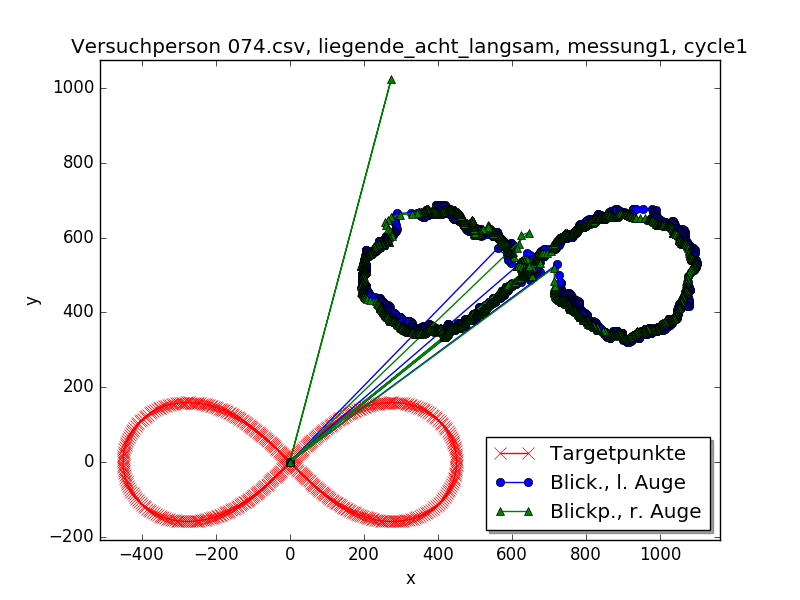 Versuchperson 074.csv, liegende_acht_langsam, messung1, cycle1
1000
800
600
400
200
0
−200
y
−400 −200 0 200 400 600 800 1000
x
Targetpunkte
Blick., l. Auge
Blickp., r. Auge